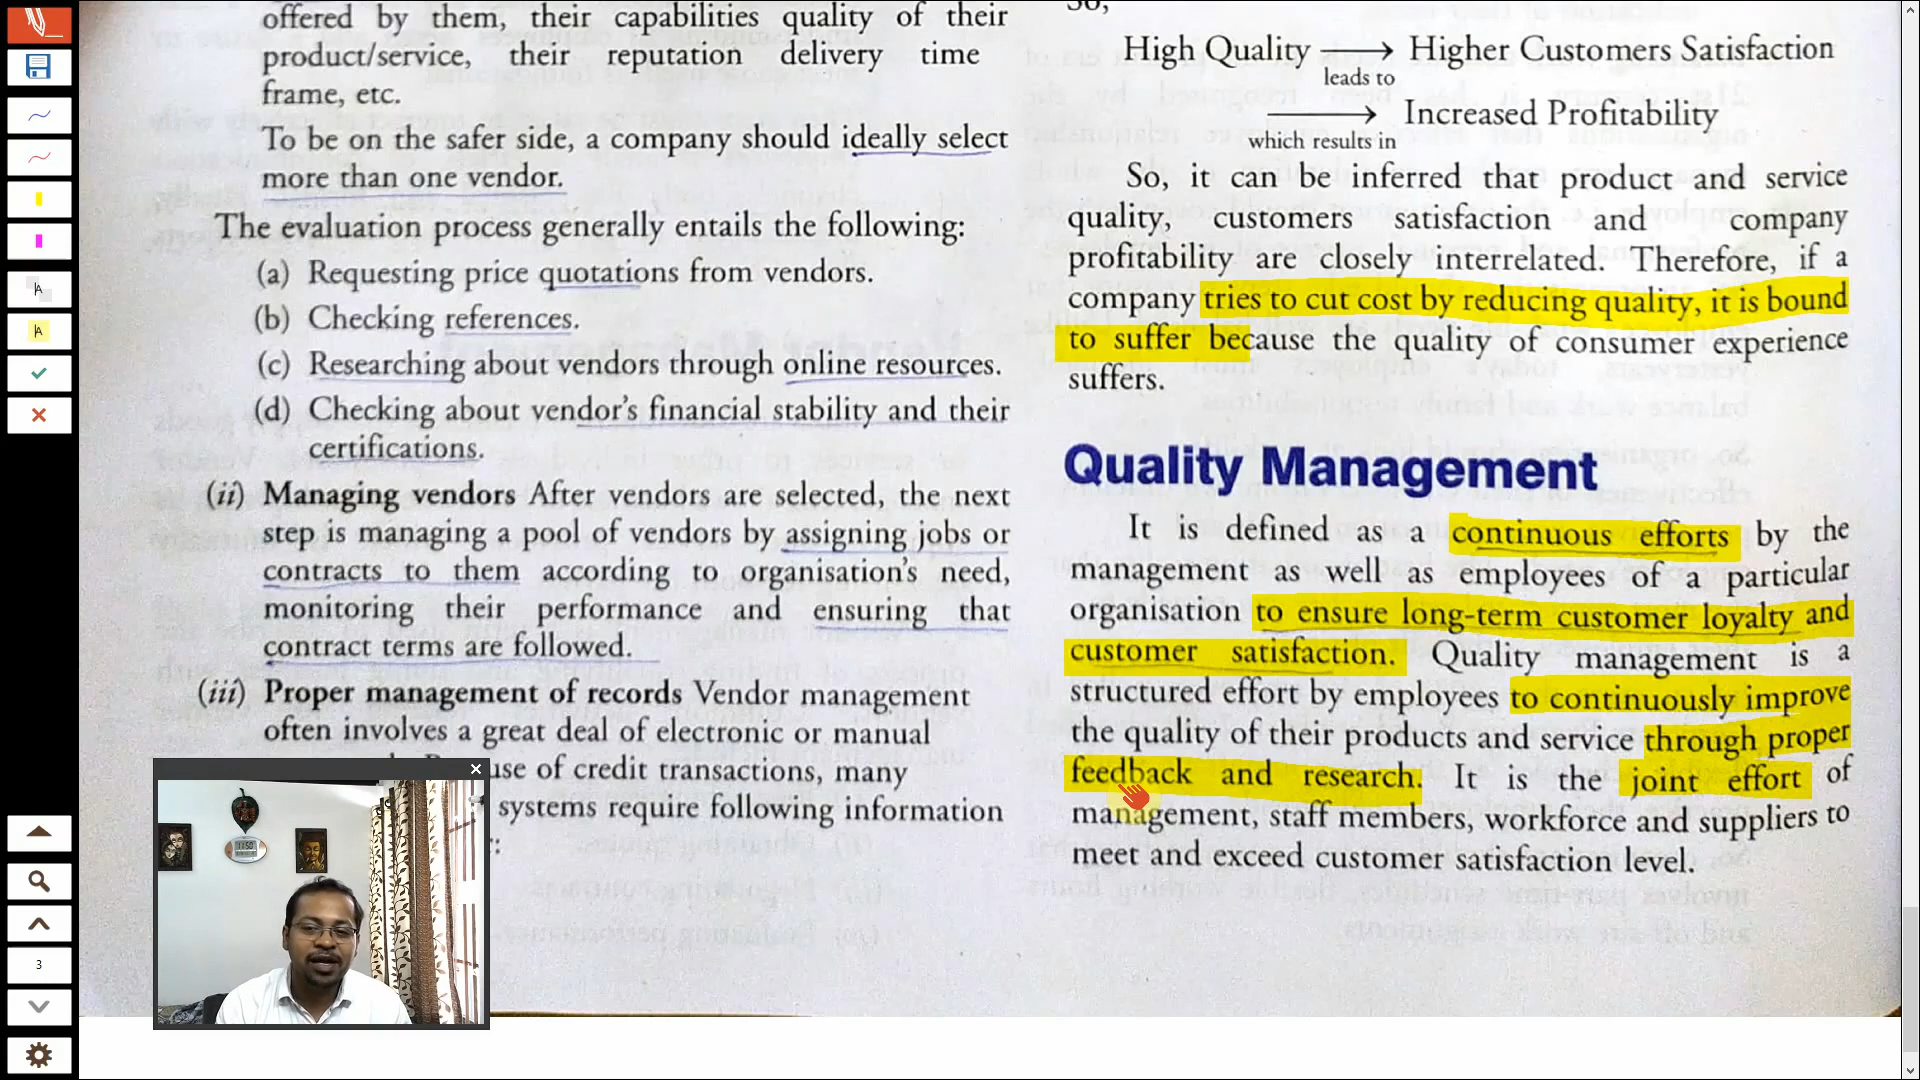 offered by them, their capabilities quality of their
product/service, their reputation delivery time
frame, etc.
To be on the safer side, a company should ideally select
more than one vendor.
The evaluation process generally entails the following:
(a) Requesting price quotations from vendors.
(b) Checking references.
(c) Researching about vendors through online resources.
(d) Checking about vendor's financial stability and their
certifications.
(ii) Managing vendors After vendors are selected, the next
step is managing a pool of vendors by assigning jobs or
contracts to them according to organisation's need,
monitoring their performance and ensuring that
contract terms are followed.
(iii) Proper management of records Vendor management
often involves a great deal of electronic or manual
use of credit transactions, many
systems require following information
So,
High Quality → Higher Customers Satisfaction
leads to
→ Increased Profitability
which results in
So, it can be inferred that product and service
quality, customers satisfaction and company
profitability are closely interrelated. Therefore, if a
company tries to cut cost by reducing quality, it is bound
to suffer because the quality of consumer experience
suffers.
Quality Management
It is defined as a continuous efforts by the
management as well as employees of a particular
organisation to ensure long-term customer loyalty and
customer satisfaction. Quality management is a
structured effort by employees to continuously improve
the quality of their products and service through proper
feedback and research. It is the joint effort of
management, staff members, workforce and suppliers to
meet and exceed customer satisfaction level.
3